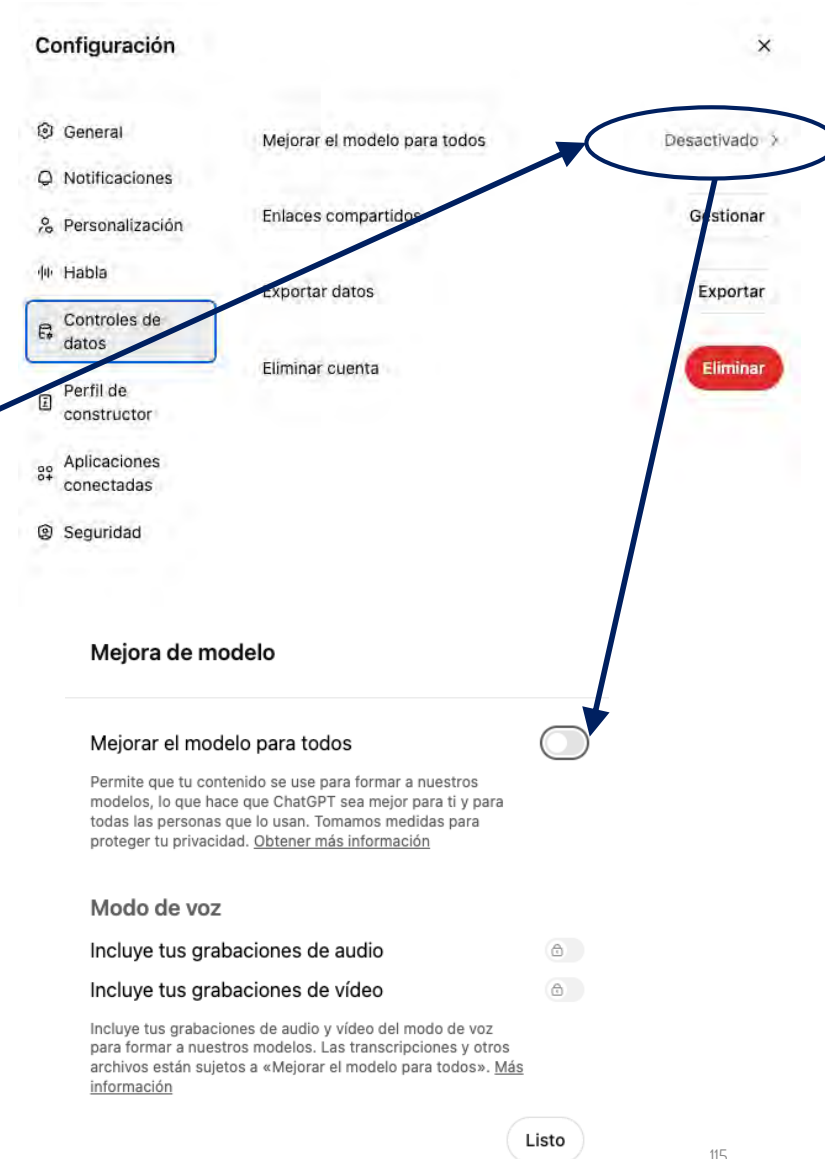 Configuración
General
Notificaciones
Personalización
Habla
Controles de
datos
Perfil de
constructor
Aplicaciones
conectadas
Seguridad
Mejorar el modelo para todos
Desactivado
Enlaces compartidos
Gestionar
Exportar datos
Exportar
Eliminar cuenta
Eliminar
Mejora de modelo
Mejorar el modelo para todos
Permite que tu contenido se use para formar a nuestros
modelos, lo que hace que ChatGPT sea mejor para ti y para
todas las personas que lo usan. Tomamos medidas para
proteger tu privacidad. Obtener más información
Modo de voz
Incluye tus grabaciones de audio
Incluye tus grabaciones de vídeo
Incluye tus grabaciones de audio y vídeo del modo de voz
para formar a nuestros modelos. Las transcripciones y otros
archivos están sujetos a «Mejorar el modelo para todos». Más
información
Listo
115